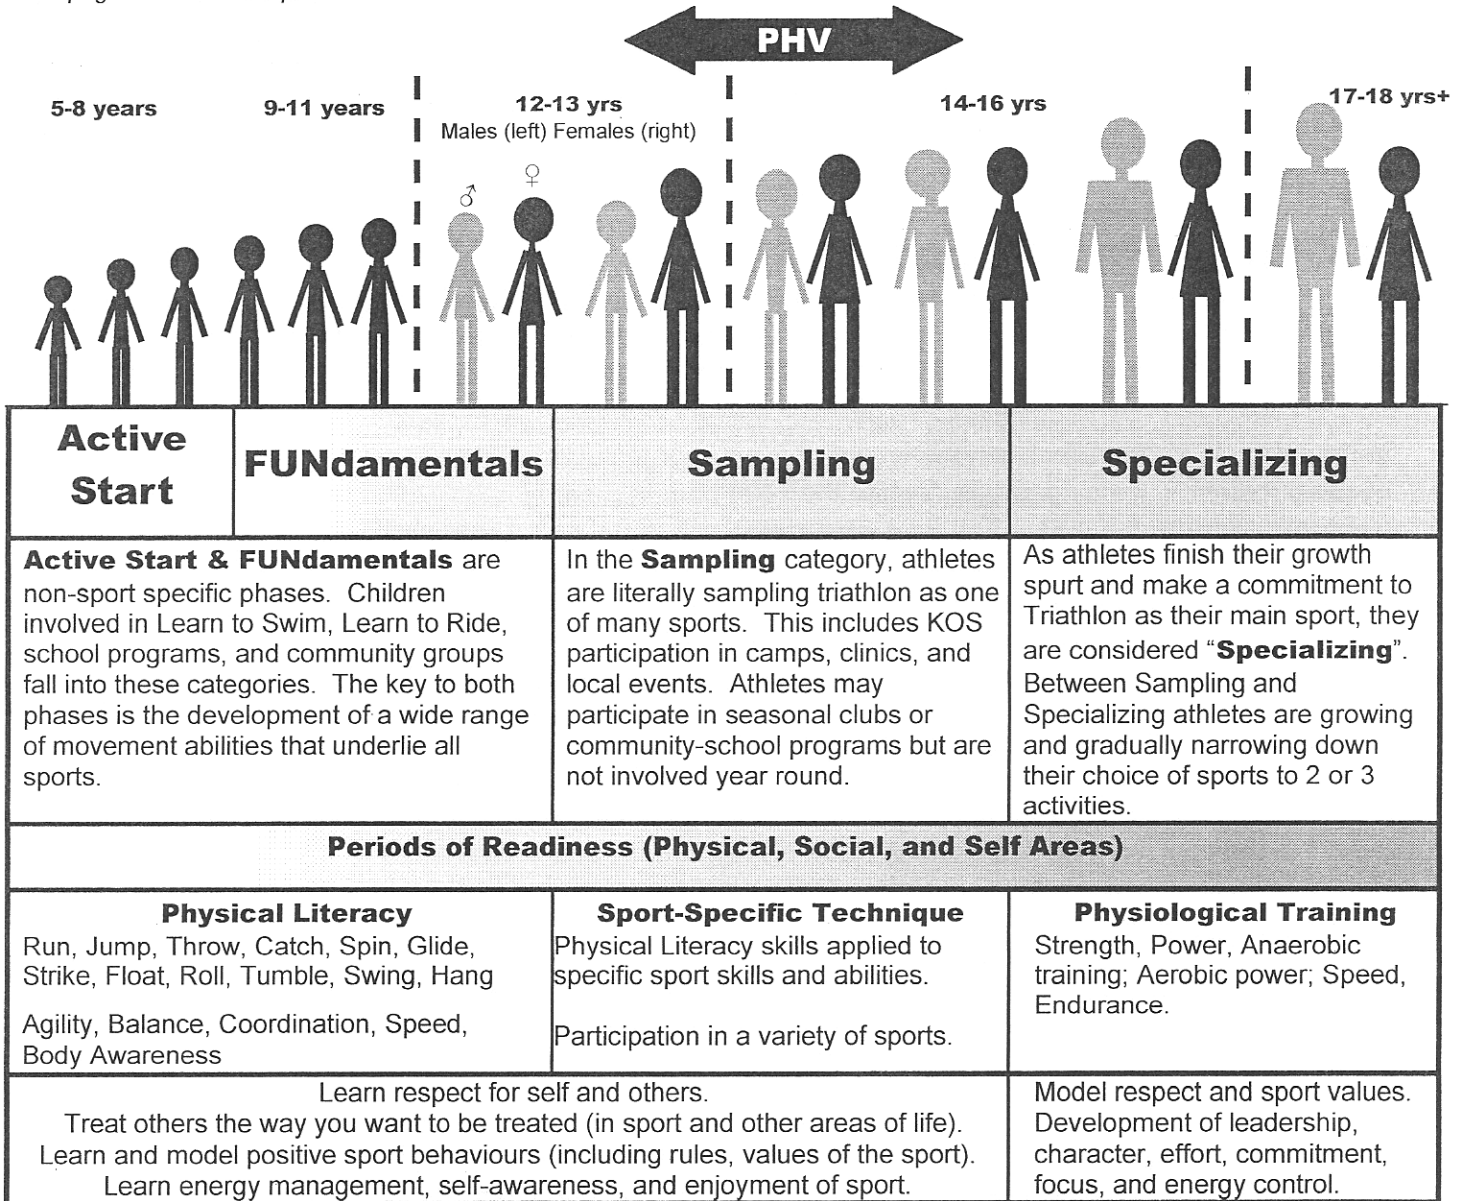 PHV
5-8 years
9-11 years
12-13 yrs
14-16 yrs
17-18 yrs+
Males (left) Females (right)
♂
♀
Active
Start
FUNdamentals
Sampling
Specializing
Active Start & FUNdamentals are
non-sport specific phases. Children
involved in Learn to Swim, Learn to Ride,
school programs, and community groups
fall into these categories. The key to both
phases is the development of a wide range
of movement abilities that underlie all
sports.
In the Sampling category, athletes
are literally sampling triathlon as one
of many sports. This includes KOS
participation in camps, clinics, and
local events. Athletes may
participate in seasonal clubs or
community-school programs but are
not involved year round.
As athletes finish their growth
spurt and make a commitment to
Triathlon as their main sport, they
are considered “Specializing”.
Between Sampling and
Specializing athletes are growing
and gradually narrowing down
their choice of sports to 2 or 3
activities.
Periods of Readiness (Physical, Social, and Self Areas)
Physical Literacy
Run, Jump, Throw, Catch, Spin, Glide,
Strike, Float, Roll, Tumble, Swing, Hang
Agility, Balance, Coordination, Speed,
Body Awareness
Sport-Specific Technique
Physical Literacy skills applied to
specific sport skills and abilities.
Participation in a variety of sports.
Physiological Training
Strength, Power, Anaerobic
training; Aerobic power; Speed,
Endurance.
Learn respect for self and others.
Treat others the way you want to be treated (in sport and other areas of life).
Learn and model positive sport behaviours (including rules, values of the sport).
Learn energy management, self-awareness, and enjoyment of sport.
Model respect and sport values.
Development of leadership,
character, effort, commitment,
focus, and energy control.